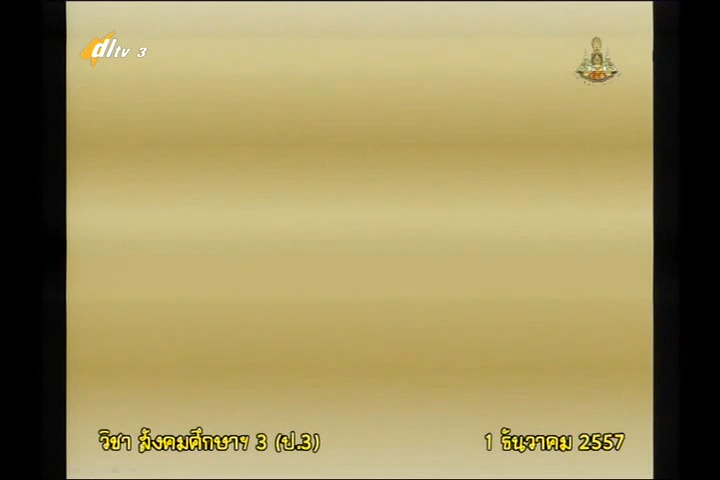 dltv 3
วิชา สังคมศึกษาฯ 3 (ป.3)
1 ธันวาคม 2557